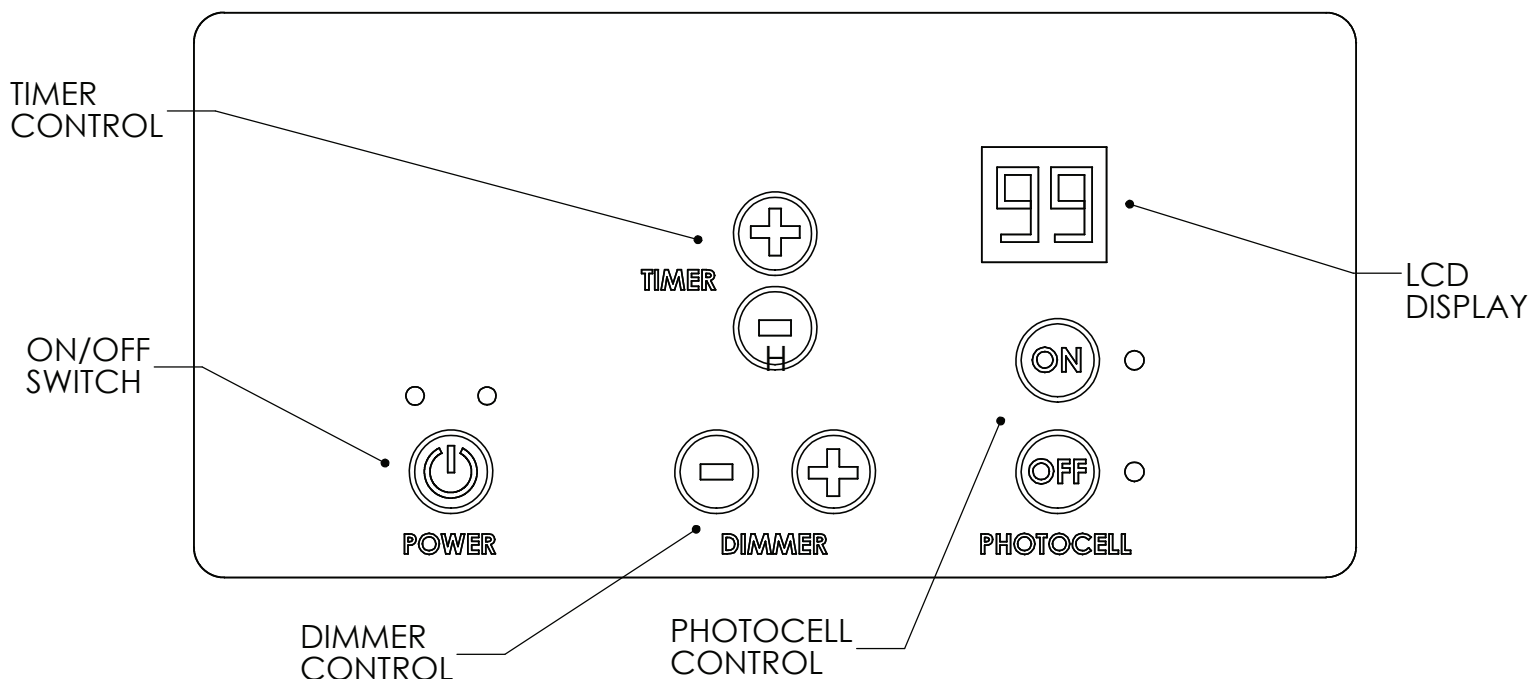 TIMER
CONTROL
99
TIMER
H
LCD
DISPLAY
ON/OFF
SWITCH
ON
OFF
POWER
DIMMER
PHOTOCELL
DIMMER
CONTROL
PHOTOCELL
CONTROL